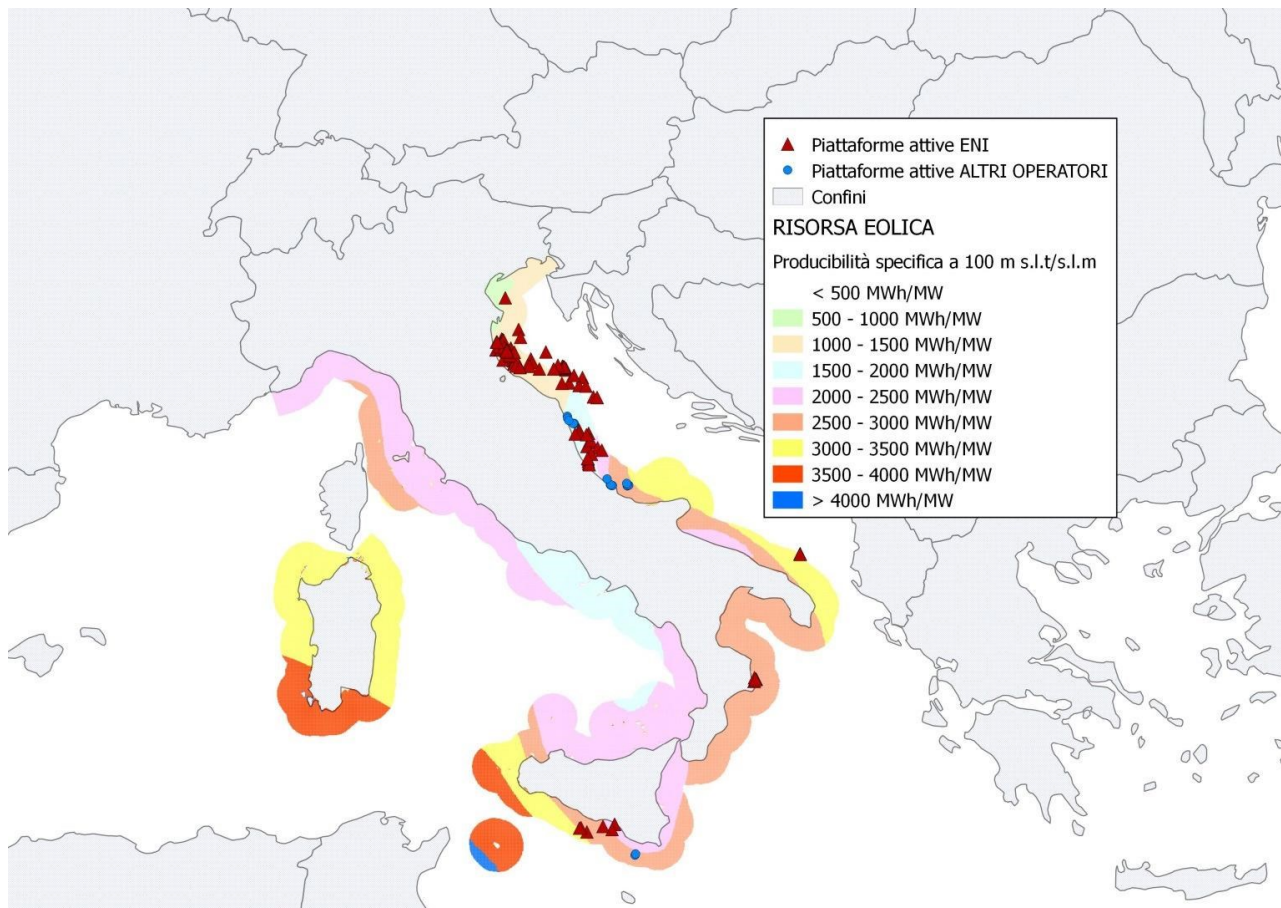 Piattaforme attive ENI
Piattaforme attive ALTRI OPERATORI
Confini
RISORSA EOLICA
Producibilità specifica a 100 m s.l.t/s.l.m
< 500 MWh/MW
500 - 1000 MWh/MW
1000 - 1500 MWh/MW
1500 - 2000 MWh/MW
2000 - 2500 MWh/MW
2500 - 3000 MWh/MW
3000 - 3500 MWh/MW
3500 - 4000 MWh/MW
> 4000 MWh/MW